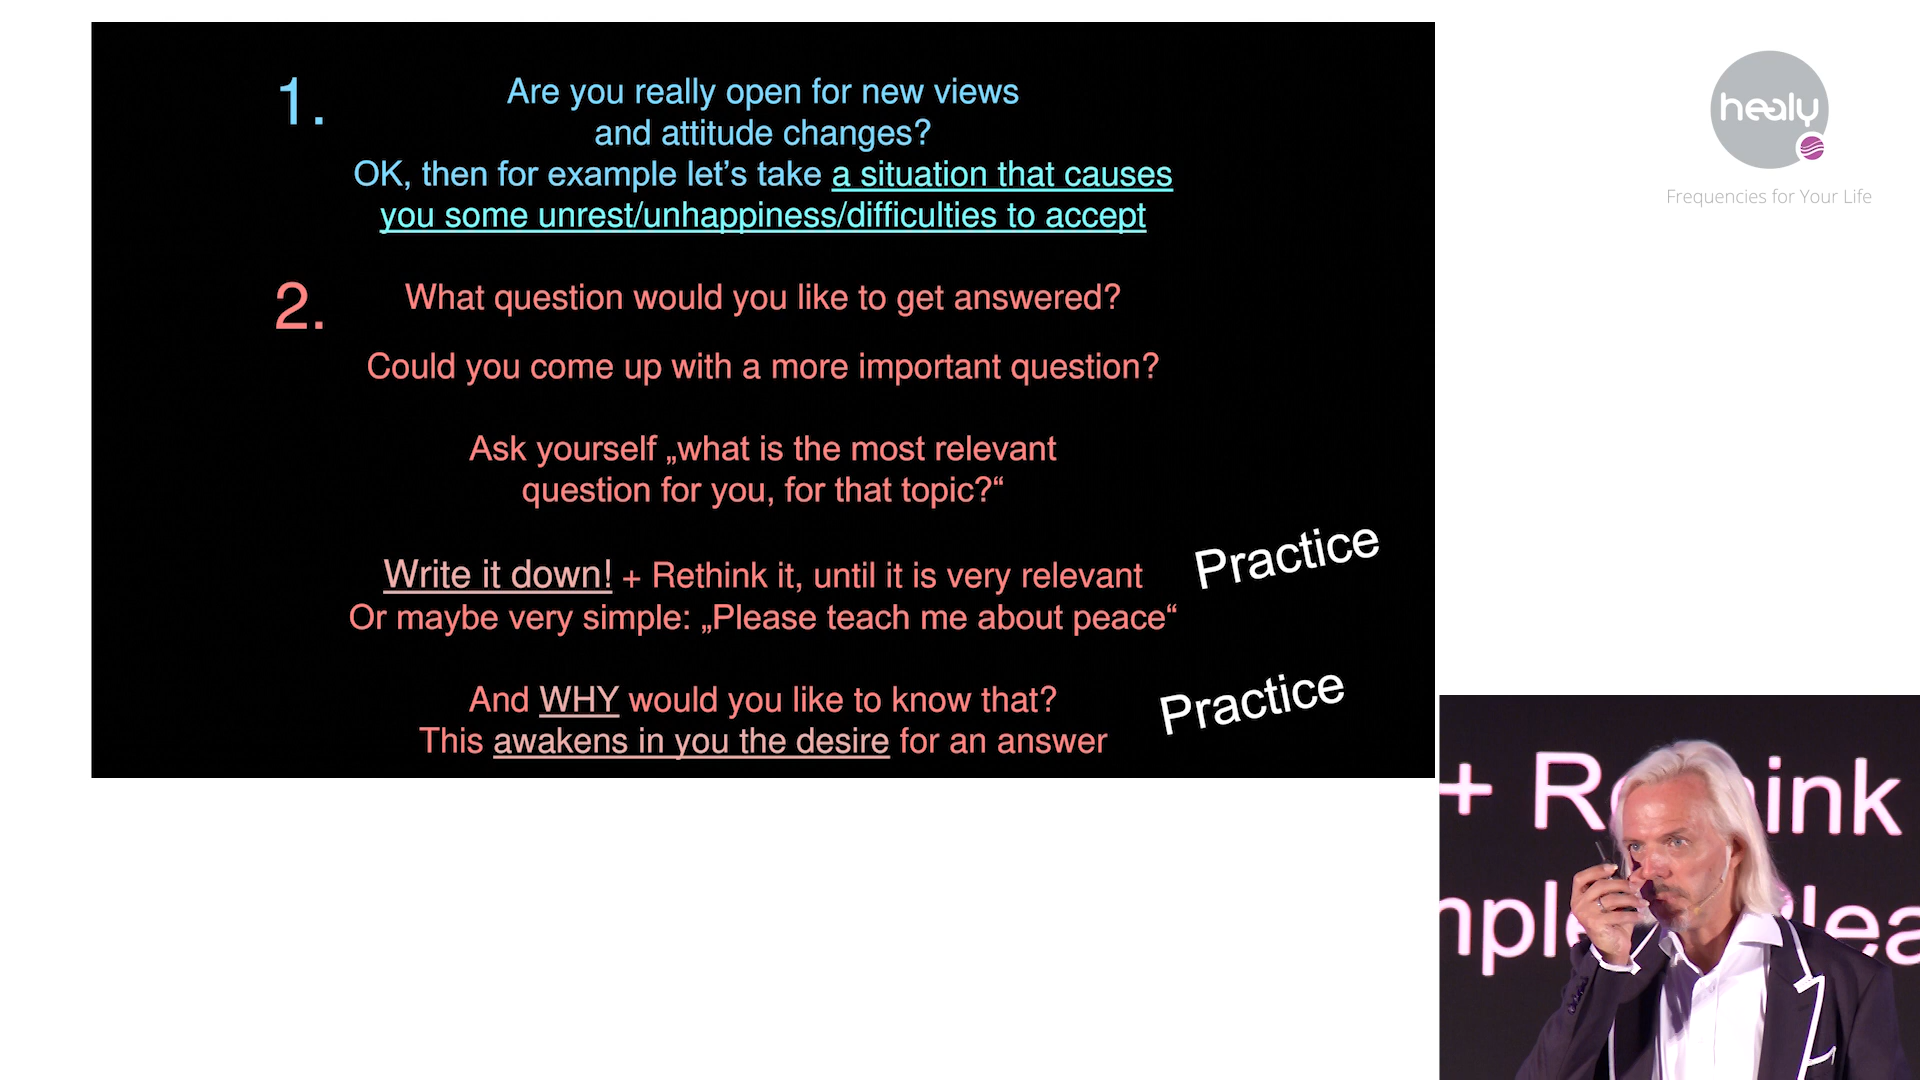 1.
Are you really open for new views
and attitude changes?
OK, then for example let’s take a situation that causes
you some unrest/unhappiness/difficulties to accept
2.
What question would you like to get answered?
Could you come up with a more important question?
Ask yourself „what is the most relevant
question for you, for that topic?“
Write it down! + Rethink it, until it is very relevant
Or maybe very simple: „Please teach me about peace“
Practice
And WHY would you like to know that?
This awakens in you the desire for an answer
Practice
healy
Frequencies for Your Life
+ R ink
mple lea